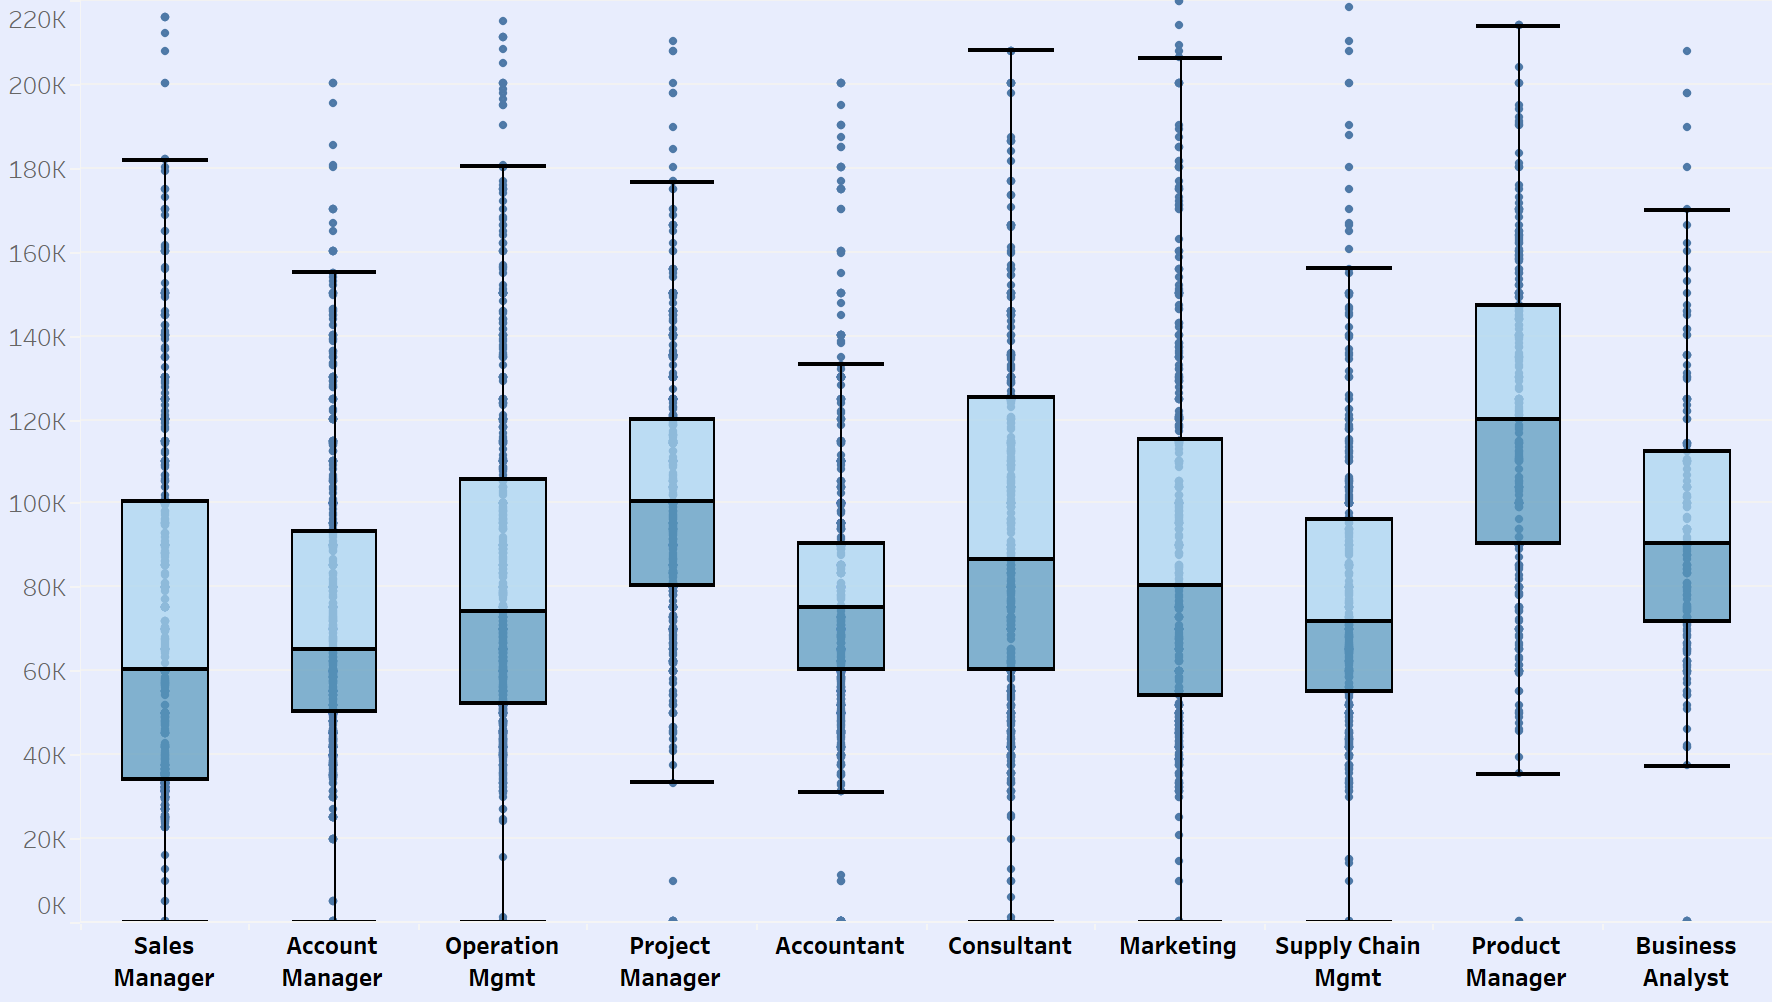 220K
200K
180K
160K
140K
120K
100K
80K
60K
40K
20K
0K
Sales
Manager
Account
Manager
Operation
Mgmt
Project
Manager
Accountant
Consultant
Marketing
Supply Chain
Mgmt
Product
Manager
Business
Analyst